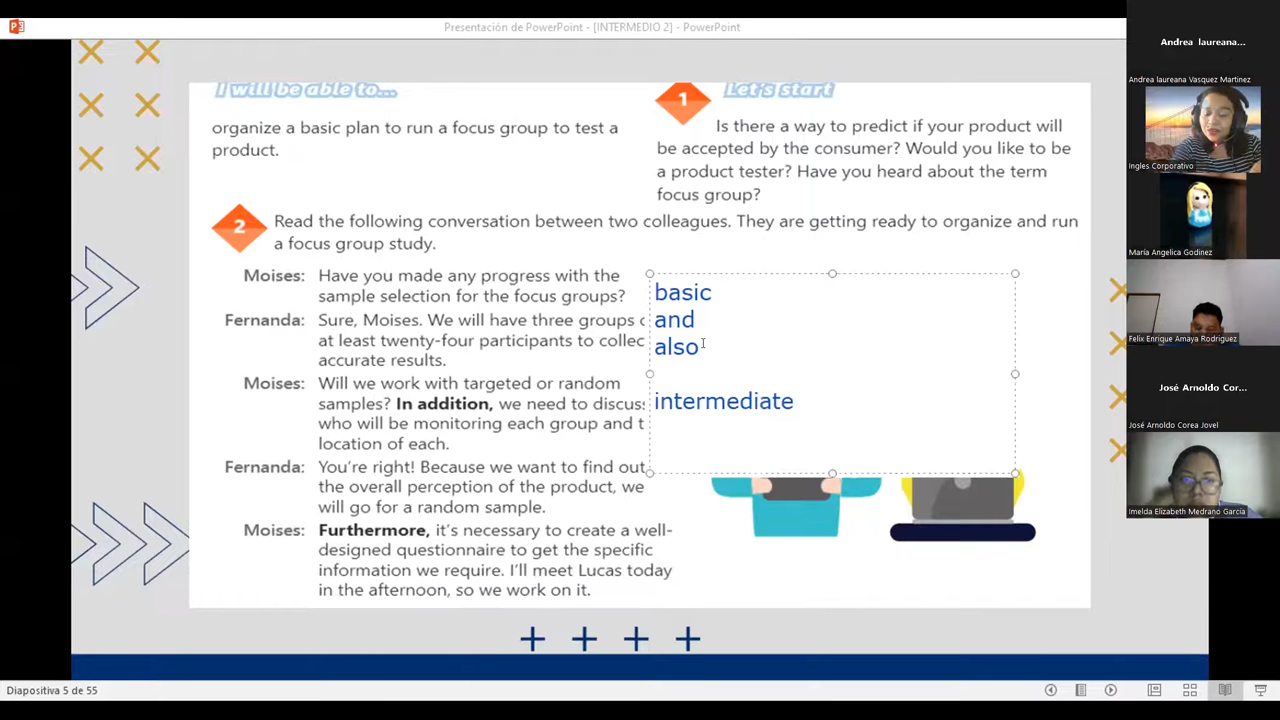 Presentación de PowerPoint - [INTERMEDIO 2] - PowerPoint
I will be able to...
organize a basic plan to run a focus group to test a
product.
1
Let's start
Is there a way to predict if your product will
be accepted by the consumer? Would you like to be
a product tester? Have you heard about the term
focus group?
2
Read the following conversation between two colleagues. They are getting ready to organize and run
a focus group study.
Moises: Have you made any progress with the
sample selection for the focus groups?
Fernanda: Sure, Moises. We will have three groups
at least twenty-four participants to collec
accurate results.
Moises: Will we work with targeted or random
samples? In addition, we need to discus
who will be monitoring each group and t
location of each.
Fernanda: You're right! Because we want to find out
the overall perception of the product, we
will go for a random sample.
Moises: Furthermore, it's necessary to create a well-
designed questionnaire to get the specific
information we require. I'll meet Lucas today
in the afternoon, so we work on it.
basic
and
also
intermediate
Diapositiva 5 de 55
Andrea laureana...
Andrea laureana Vasquez Martinez
Ingles Corporativo
María Angelica Godinez
Felix Enrique Amaya Rodriguez
José Arnoldo Cor...
José Arnoldo Corea Jovel
Imelda Elizabeth Medrano García